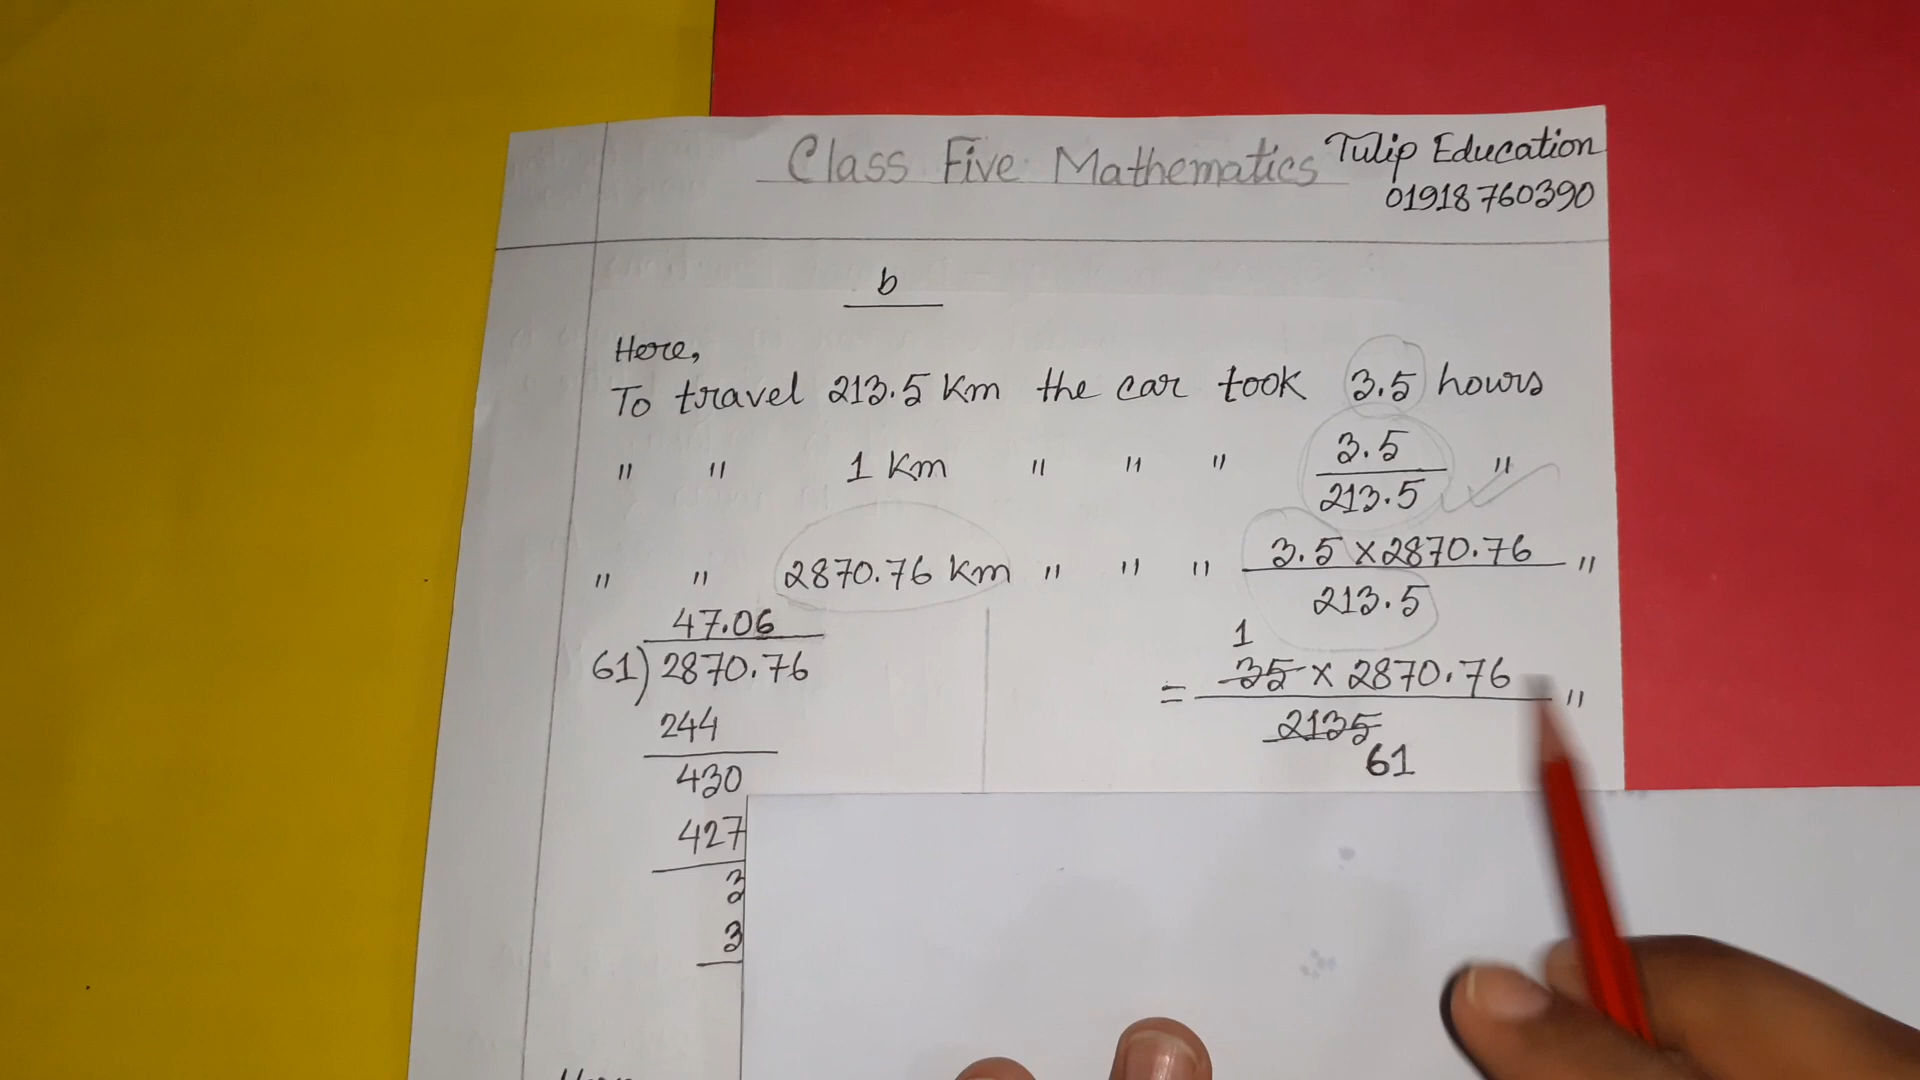 Class Five Mathematics Tulip Education
01918760390
b
Here,
To travel 213.5 Km the car took 3.5 hours
" " 1 Km " " " 3.5/213.5 "
" " 2870.76 Km " " " 3.5 × 2870.76/213.5 "
47.06
61) 2870.76
244
430
427
3
3
1
= 35 × 2870.76/2135 "
61